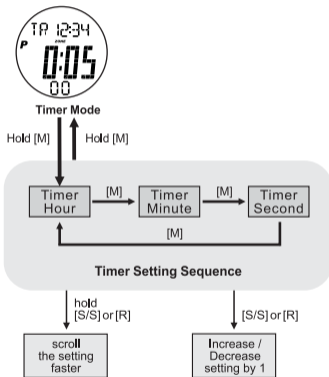 TR 12:34
P
0:05
00
Timer Mode
Hold [M] Hold [M]
Timer
Hour
[M]
Timer
Minute
[M]
Timer
Second
[M]
Timer Setting Sequence
hold
[S/S] or [R]
[S/S] or [R]
scroll
the setting
faster
Increase /
Decrease
setting by 1